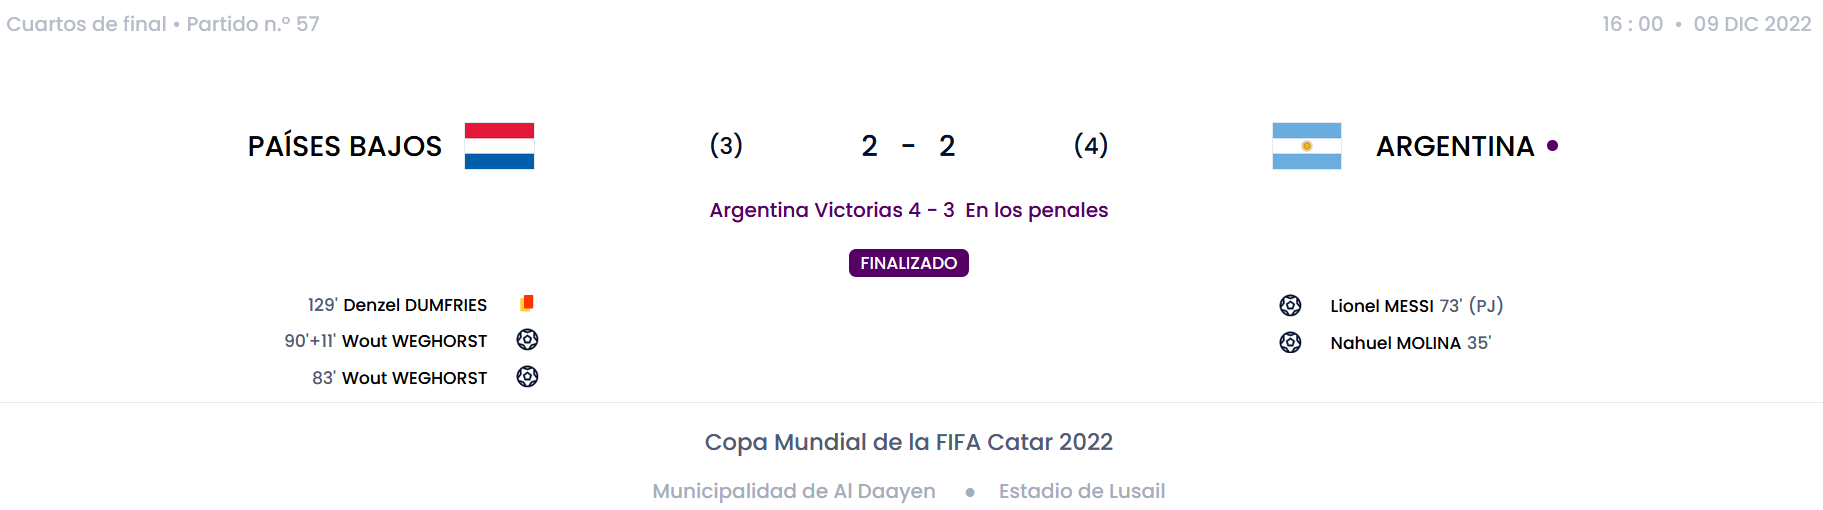 Cuartos de final • Partido n.º 57
16 : 00 • 09 DIC 2022
PAÍSES BAJOS (3) 2 - 2 (4) ARGENTINA
Argentina Victorias 4 - 3 En los penales
FINALIZADO
129' Denzel DUMFRIES
90'+11' Wout WEGHORST
83' Wout WEGHORST
Lionel MESSI 73' (PJ)
Nahuel MOLINA 35'
Copa Mundial de la FIFA Catar 2022
Municipalidad de Al Daayen • Estadio de Lusail